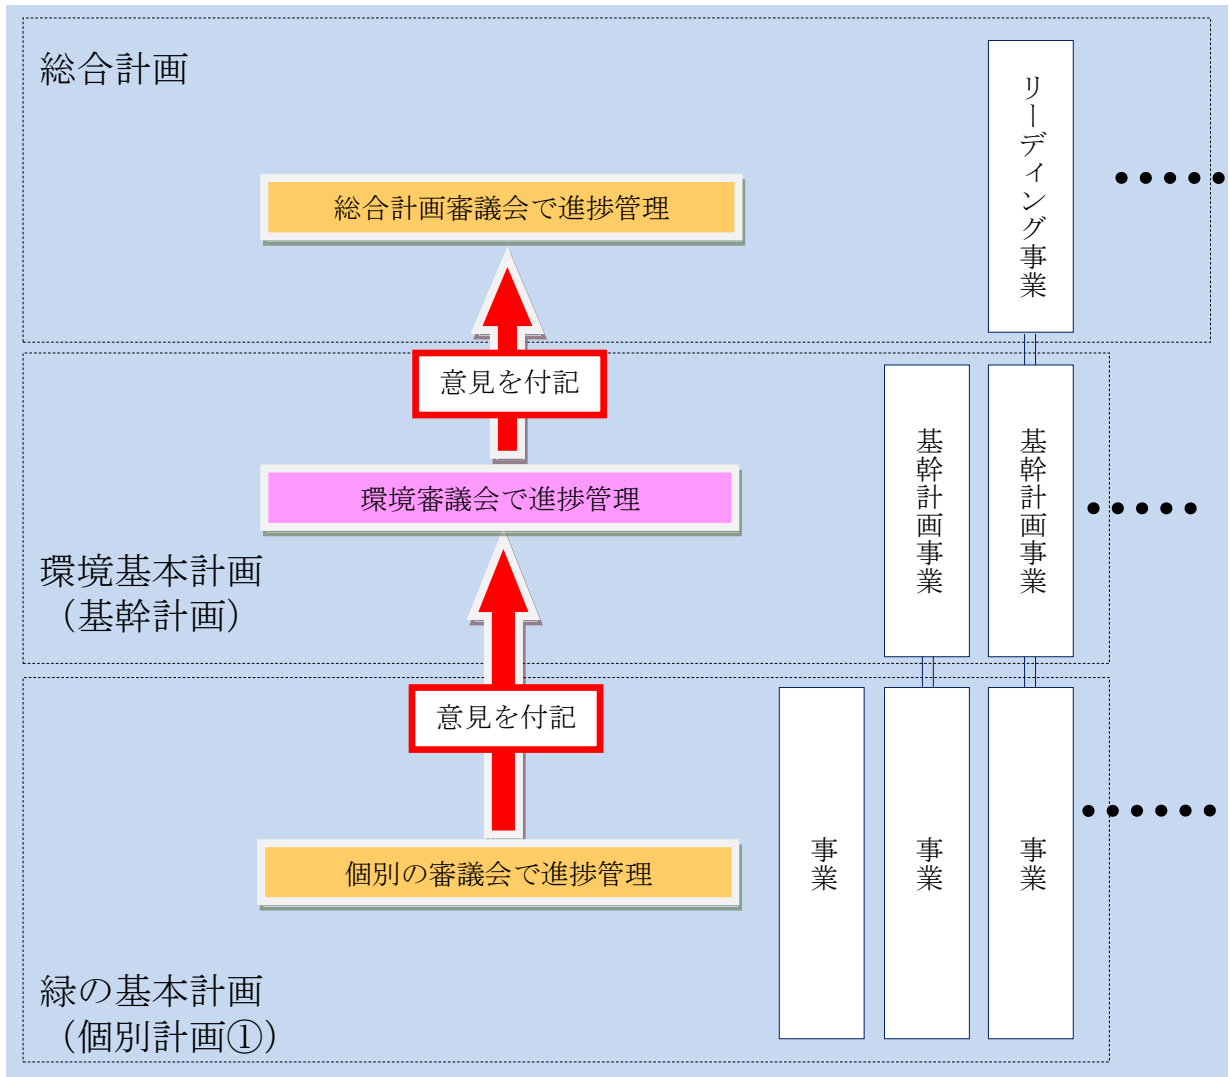 総合計画
リーディング事業
総合計画審議会で進捗管理
意見を付記
基幹計画事業
基幹計画事業
環境審議会で進捗管理
環境基本計画
（基幹計画）
意見を付記
事業
事業
事業
個別の審議会で進捗管理
緑の基本計画
（個別計画①）